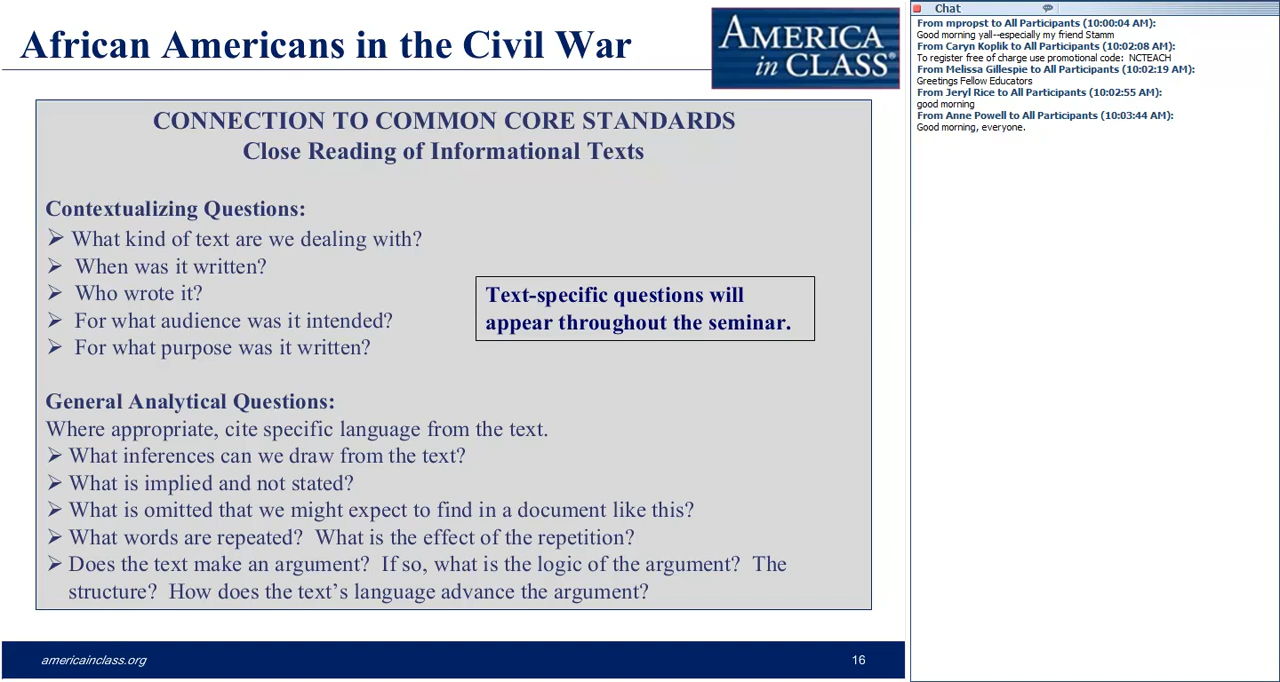 African Americans in the Civil War
AMERICA
in CLASS®
CONNECTION TO COMMON CORE STANDARDS
Close Reading of Informational Texts
Contextualizing Questions:
➢ What kind of text are we dealing with?
➢ When was it written?
➢ Who wrote it?
➢ For what audience was it intended?
➢ For what purpose was it written?
Text-specific questions will
appear throughout the seminar.
General Analytical Questions:
Where appropriate, cite specific language from the text.
➢ What inferences can we draw from the text?
➢ What is implied and not stated?
➢ What is omitted that we might expect to find in a document like this?
➢ What words are repeated?  What is the effect of the repetition?
➢ Does the text make an argument?  If so, what is the logic of the argument?  The
structure?  How does the text's language advance the argument?
americainclass.org
16
Chat
From mpropst to All Participants (10:00:04 AM):
Good morning yall--especially my friend Stamm
From Caryn Koplik to All Participants (10:02:08 AM):
To register free of charge use promotional code:  NCTEACH
From Melissa Gillespie to All Participants (10:02:19 AM):
Greetings Fellow Educators
From Jeryl Rice to All Participants (10:02:55 AM):
good morning
From Anne Powell to All Participants (10:03:44 AM):
Good morning, everyone.